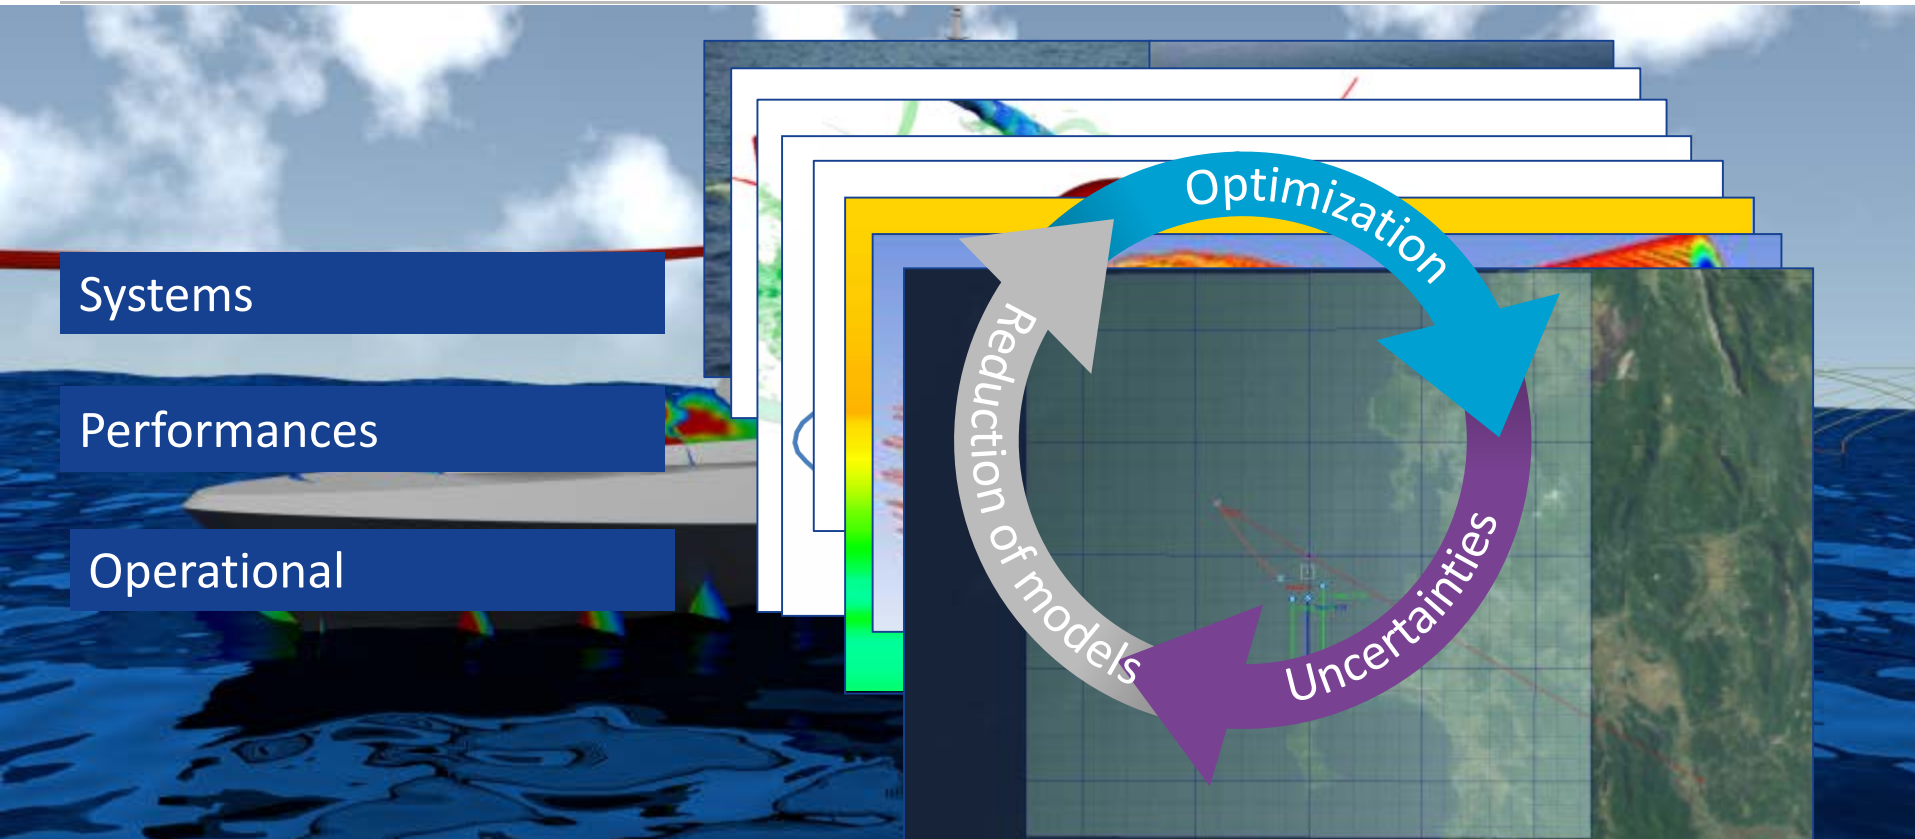 Systems
Performances
Operational
Optimization
Uncertainties
Reduction of models